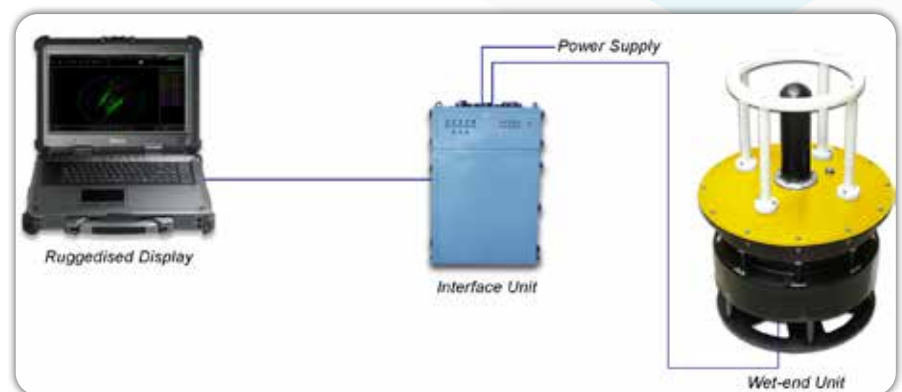 Power Supply
Ruggedised Display
Interface Unit
Wet-end Unit